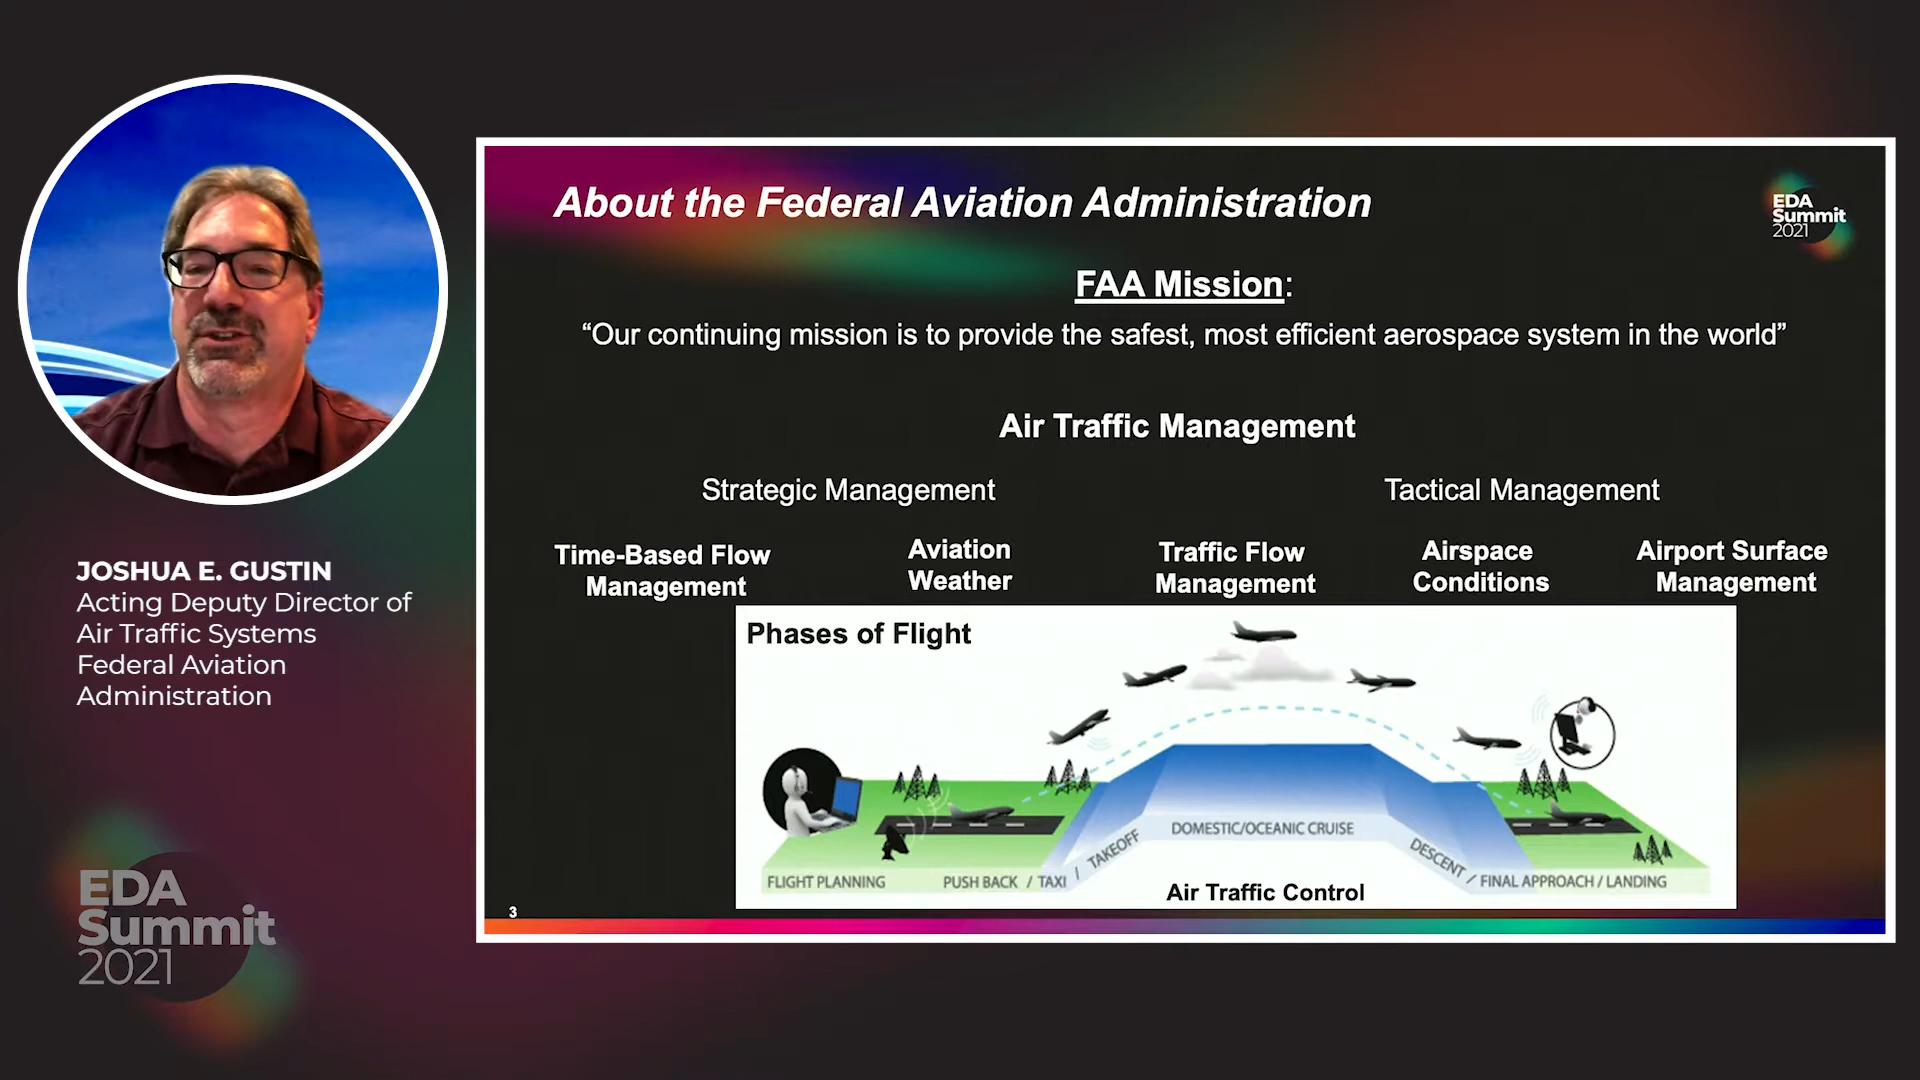 JOSHUA E. GUSTIN
Acting Deputy Director of
Air Traffic Systems
Federal Aviation
Administration
EDA
Summit
2021
About the Federal Aviation Administration
EDA
Summit
2021
FAA Mission:
“Our continuing mission is to provide the safest, most efficient aerospace system in the world”
Air Traffic Management
Strategic Management
Tactical Management
Time-Based Flow
Management
Aviation
Weather
Traffic Flow
Management
Airspace
Conditions
Airport Surface
Management
Phases of Flight
FLIGHT PLANNING
PUSH BACK / TAXI / TAKEOFF
DOMESTIC/OCEANIC CRUISE
DESCENT / FINAL APPROACH / LANDING
Air Traffic Control
3